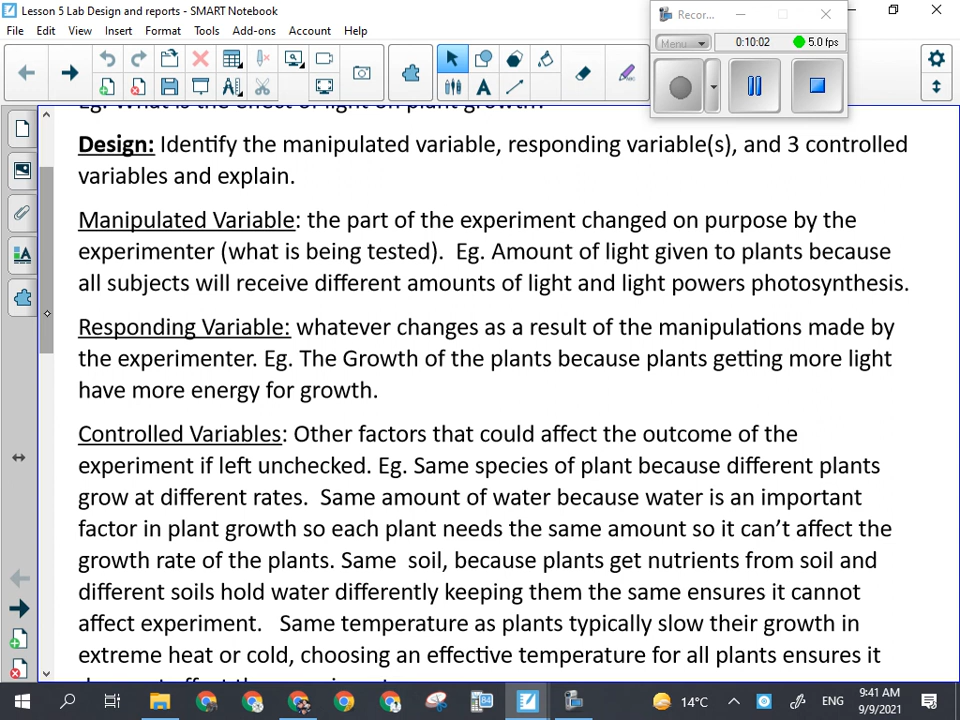 Lesson 5 Lab Design and reports - SMART Notebook
Recor...
File Edit View Insert Format Tools Add-ons Account Help
Menu 0:10:02 5.0 fps
Eg. What is the effect of light on plant growth?
Design: Identify the manipulated variable, responding variable(s), and 3 controlled
variables and explain.
Manipulated Variable: the part of the experiment changed on purpose by the
experimenter (what is being tested). Eg. Amount of light given to plants because
all subjects will receive different amounts of light and light powers photosynthesis.
Responding Variable: whatever changes as a result of the manipulations made by
the experimenter. Eg. The Growth of the plants because plants getting more light
have more energy for growth.
Controlled Variables: Other factors that could affect the outcome of the
experiment if left unchecked. Eg. Same species of plant because different plants
grow at different rates. Same amount of water because water is an important
factor in plant growth so each plant needs the same amount so it can't affect the
growth rate of the plants. Same soil, because plants get nutrients from soil and
different soils hold water differently keeping them the same ensures it cannot
affect experiment. Same temperature as plants typically slow their growth in
extreme heat or cold, choosing an effective temperature for all plants ensures it
14°C ENG 9:41 AM
9/9/2021